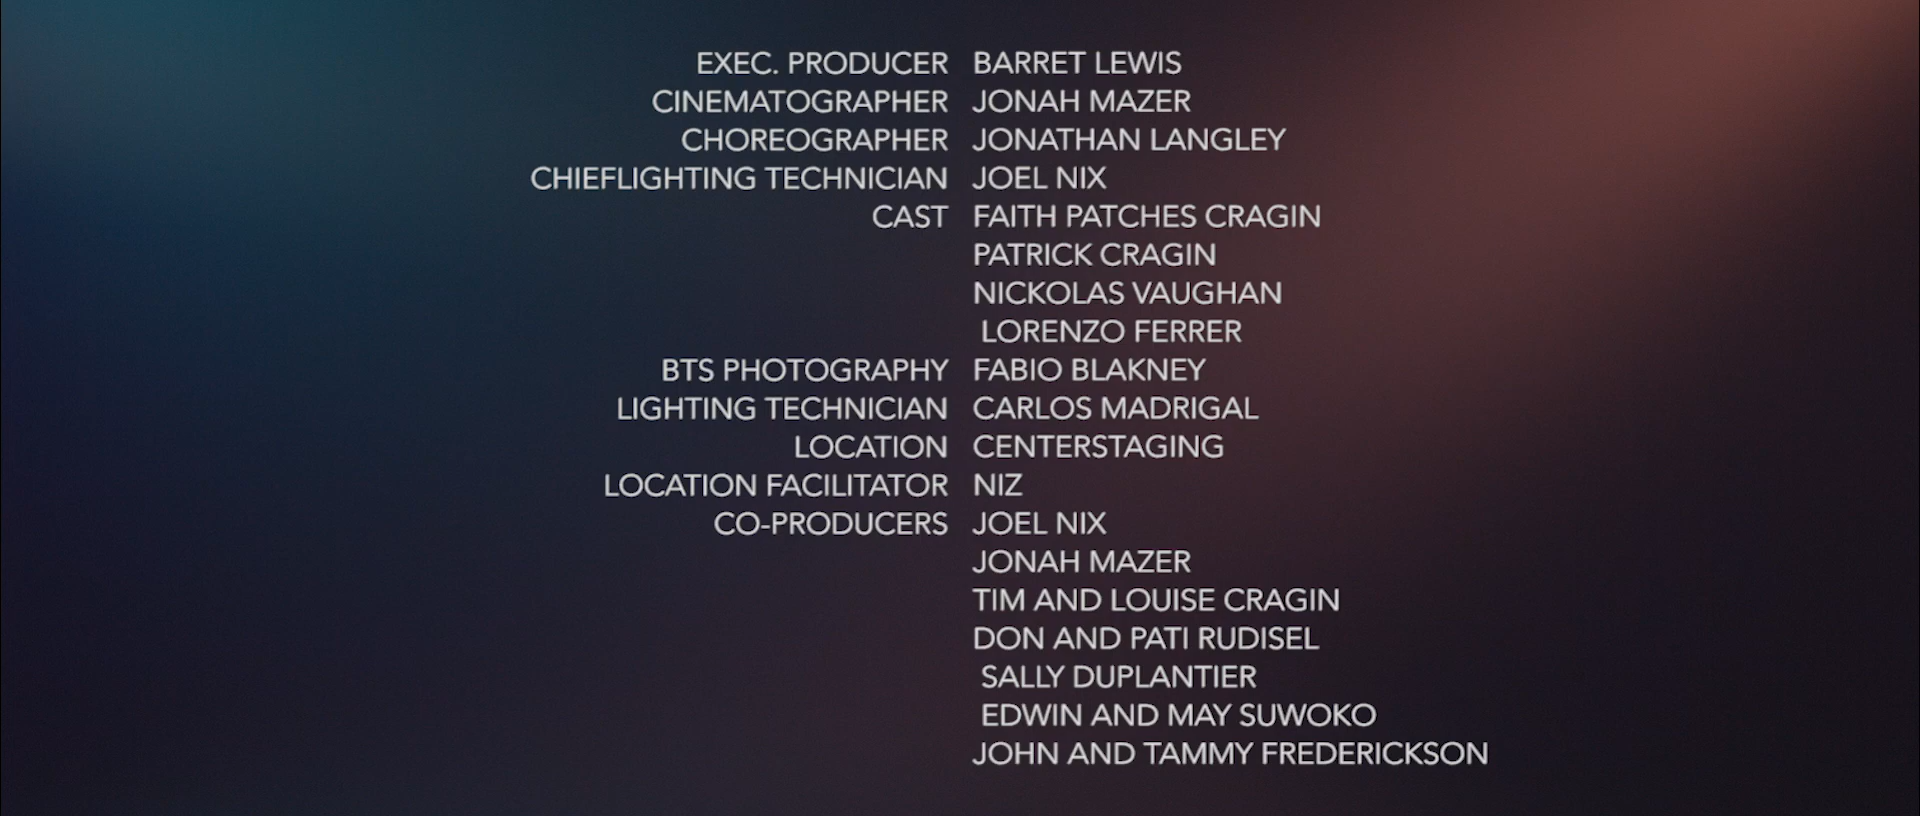 EXEC. PRODUCER BARRET LEWIS
CINEMATOGRAPHER JONAH MAZER
CHOREOGRAPHER JONATHAN LANGLEY
CHIEFLIGHTING TECHNICIAN JOEL NIX
CAST FAITH PATCHES CRAGIN
PATRICK CRAGIN
NICKOLAS VAUGHAN
LORENZO FERRER
BTS PHOTOGRAPHY FABIO BLAKNEY
LIGHTING TECHNICIAN CARLOS MADRIGAL
LOCATION CENTERSTAGING
LOCATION FACILITATOR NIZ
CO-PRODUCERS JOEL NIX
JONAH MAZER
TIM AND LOUISE CRAGIN
DON AND PATI RUDISEL
SALLY DUPLANTIER
EDWIN AND MAY SUWOKO
JOHN AND TAMMY FREDERICKSON